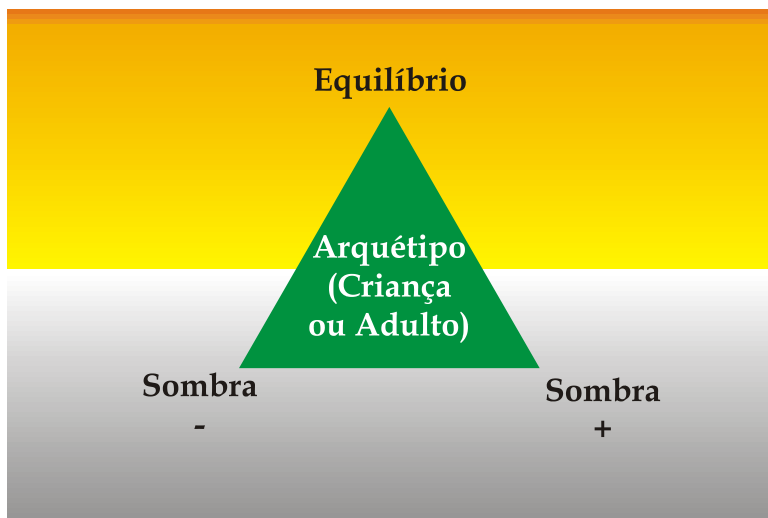 Equilíbrio
Arquétipo
(Criança
ou Adulto)
Sombra
-
Sombra
+